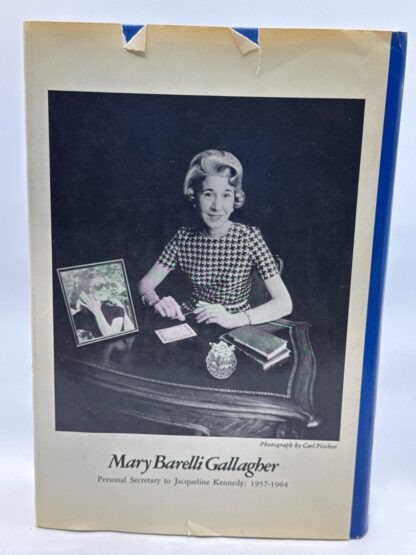 Photograph by Carl Fischer
Mary Barelli Gallagher
Personal Secretary to Jacqueline Kennedy: 1957-1964